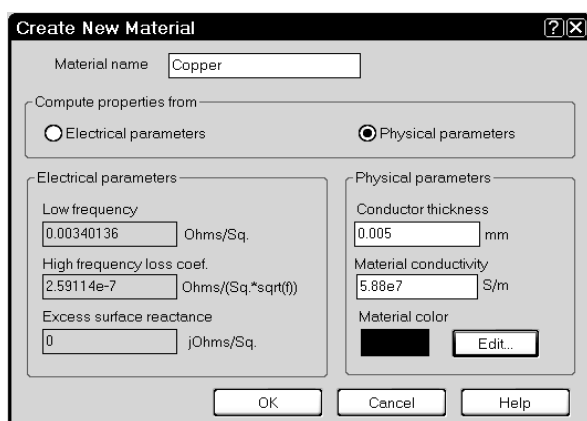 Create New Material
Material name Copper
Compute properties from
Electrical parameters Physical parameters
Electrical parameters
Low frequency
0.00340136 Ohms/Sq.
High frequency loss coef.
2.59114e-7 Ohms/(Sq.*sqrt(f))
Excess surface reactance
0 jOhms/Sq.
Physical parameters
Conductor thickness
0.005 mm
Material conductivity
5.88e7 S/m
Material color
Edit...
OK Cancel Help